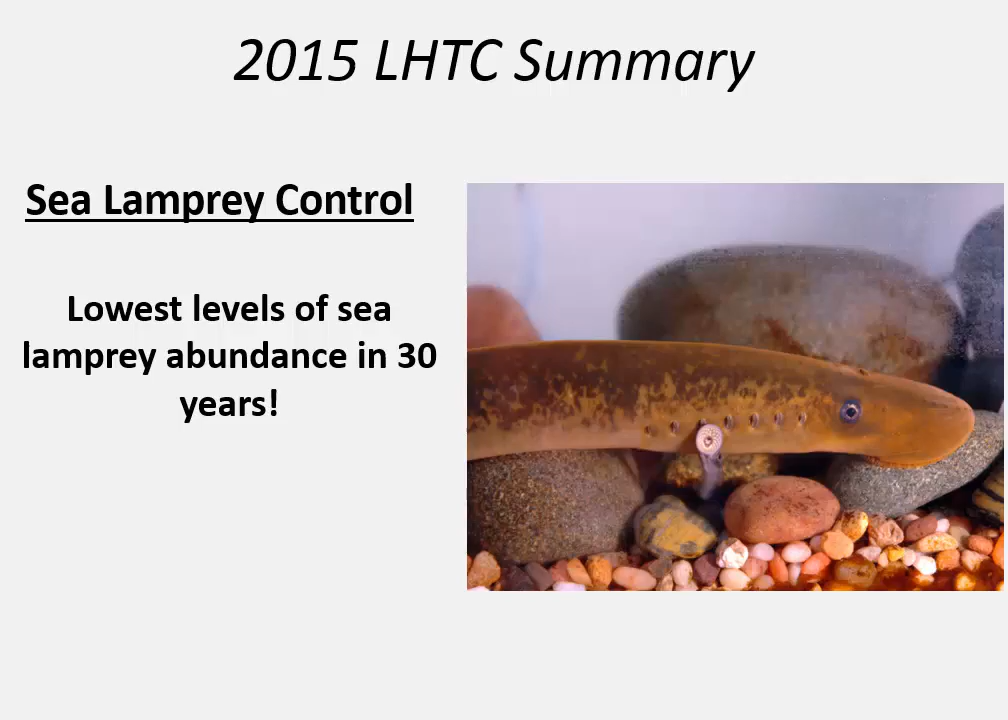 2015 LHTC Summary
Sea Lamprey Control
Lowest levels of sea
lamprey abundance in 30
years!